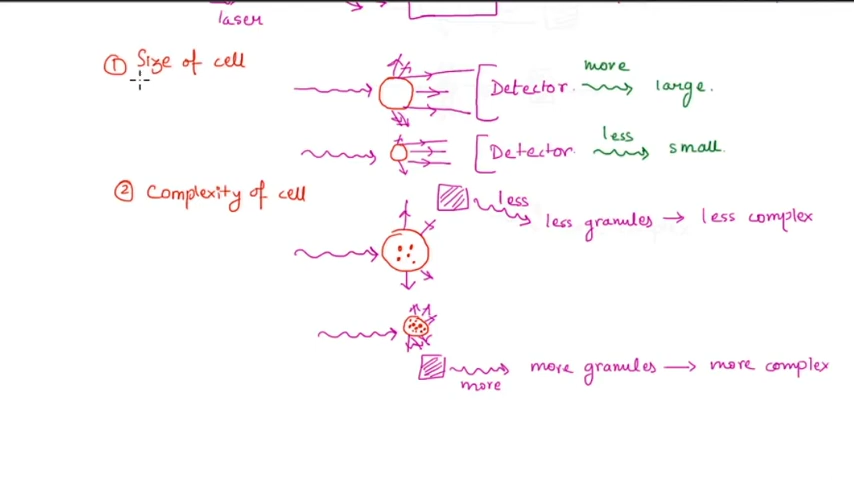 laser
① Size of cell
more
Detector. large.
less
Detector small.
② Complexity of cell
less
less granules → less complex
more granules → more complex
more